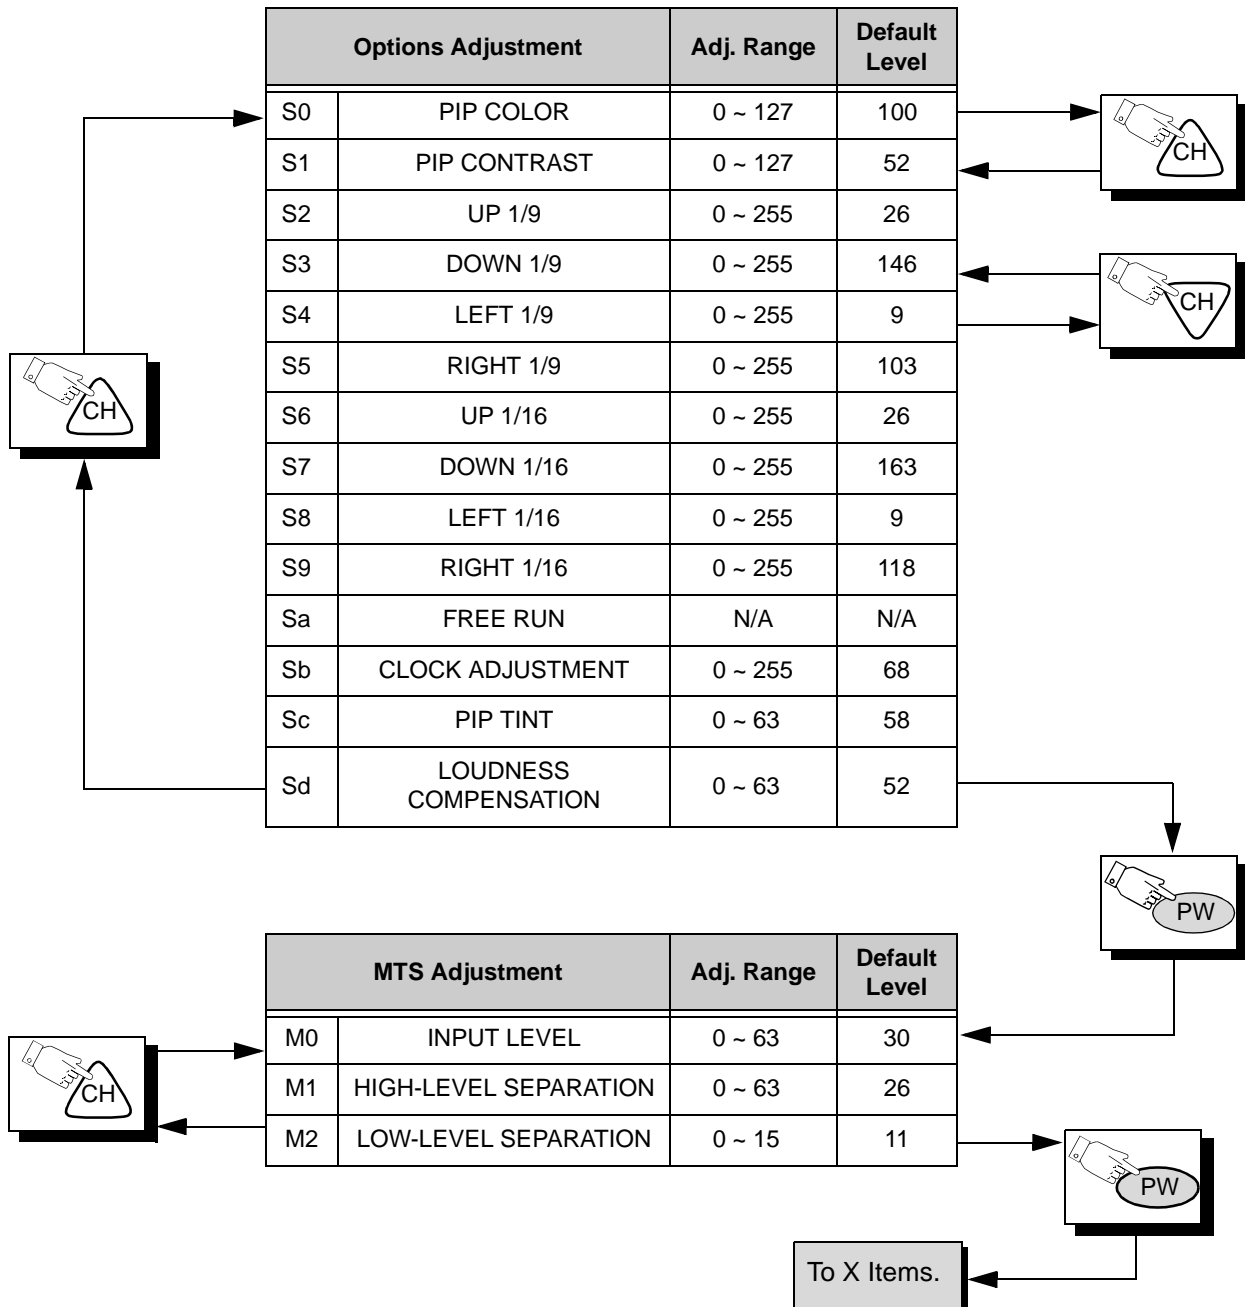 Options Adjustment Adj. Range Default Level
S0 PIP COLOR 0 ~ 127 100
CH
S1 PIP CONTRAST 0 ~ 127 52
S2 UP 1/9 0 ~ 255 26
S3 DOWN 1/9 0 ~ 255 146
CH
S4 LEFT 1/9 0 ~ 255 9
S5 RIGHT 1/9 0 ~ 255 103
CH
S6 UP 1/16 0 ~ 255 26
S7 DOWN 1/16 0 ~ 255 163
S8 LEFT 1/16 0 ~ 255 9
S9 RIGHT 1/16 0 ~ 255 118
Sa FREE RUN N/A N/A
Sb CLOCK ADJUSTMENT 0 ~ 255 68
Sc PIP TINT 0 ~ 63 58
Sd LOUDNESS COMPENSATION 0 ~ 63 52
PW
MTS Adjustment Adj. Range Default Level
M0 INPUT LEVEL 0 ~ 63 30
CH
M1 HIGH-LEVEL SEPARATION 0 ~ 63 26
M2 LOW-LEVEL SEPARATION 0 ~ 15 11
PW
To X Items.